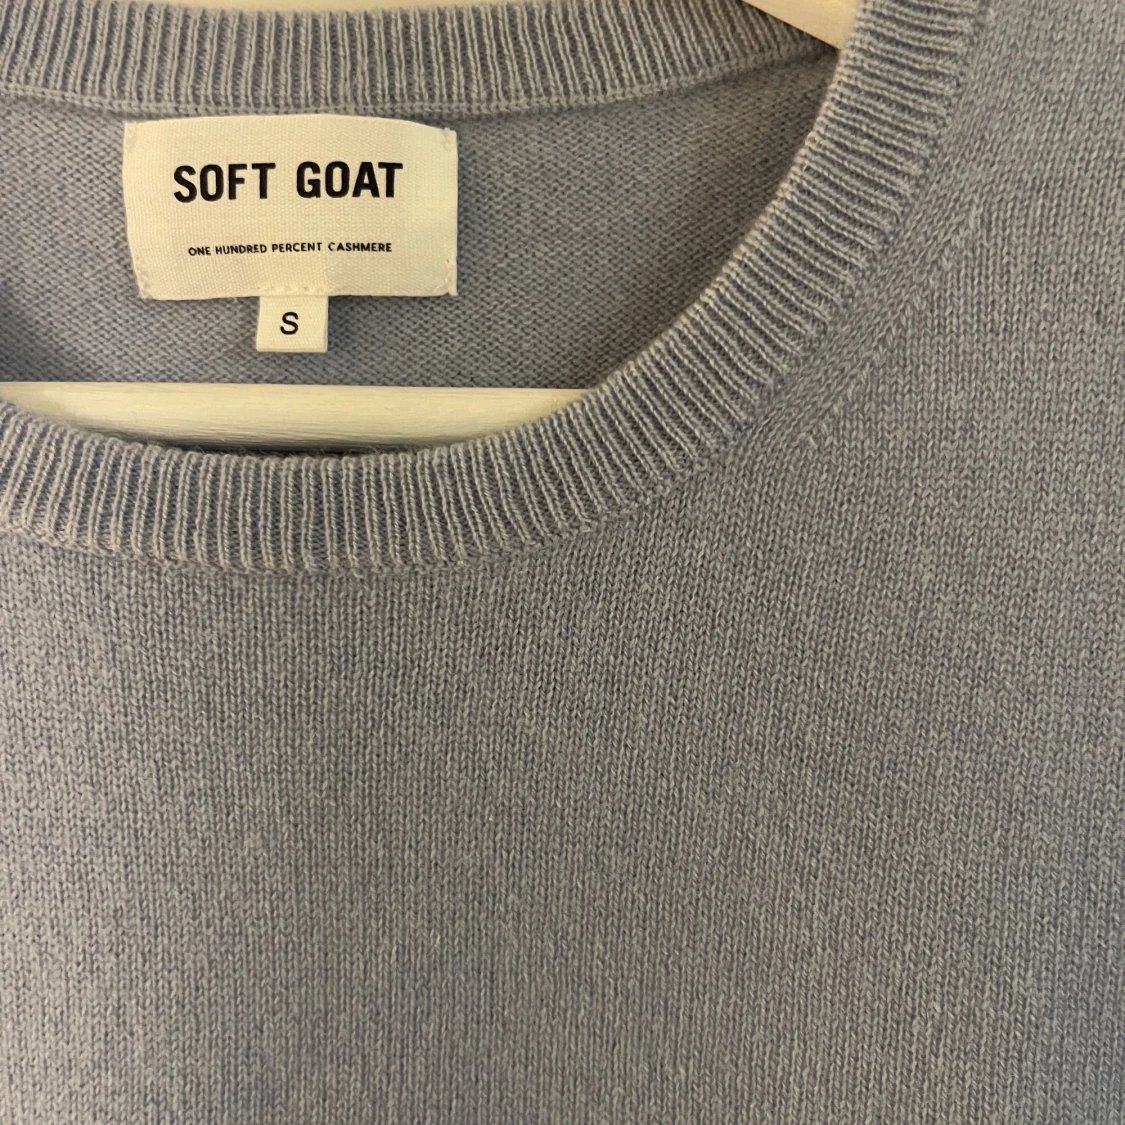 SOFT GOAT
ONE HUNDRED PERCENT CASHMERE
S